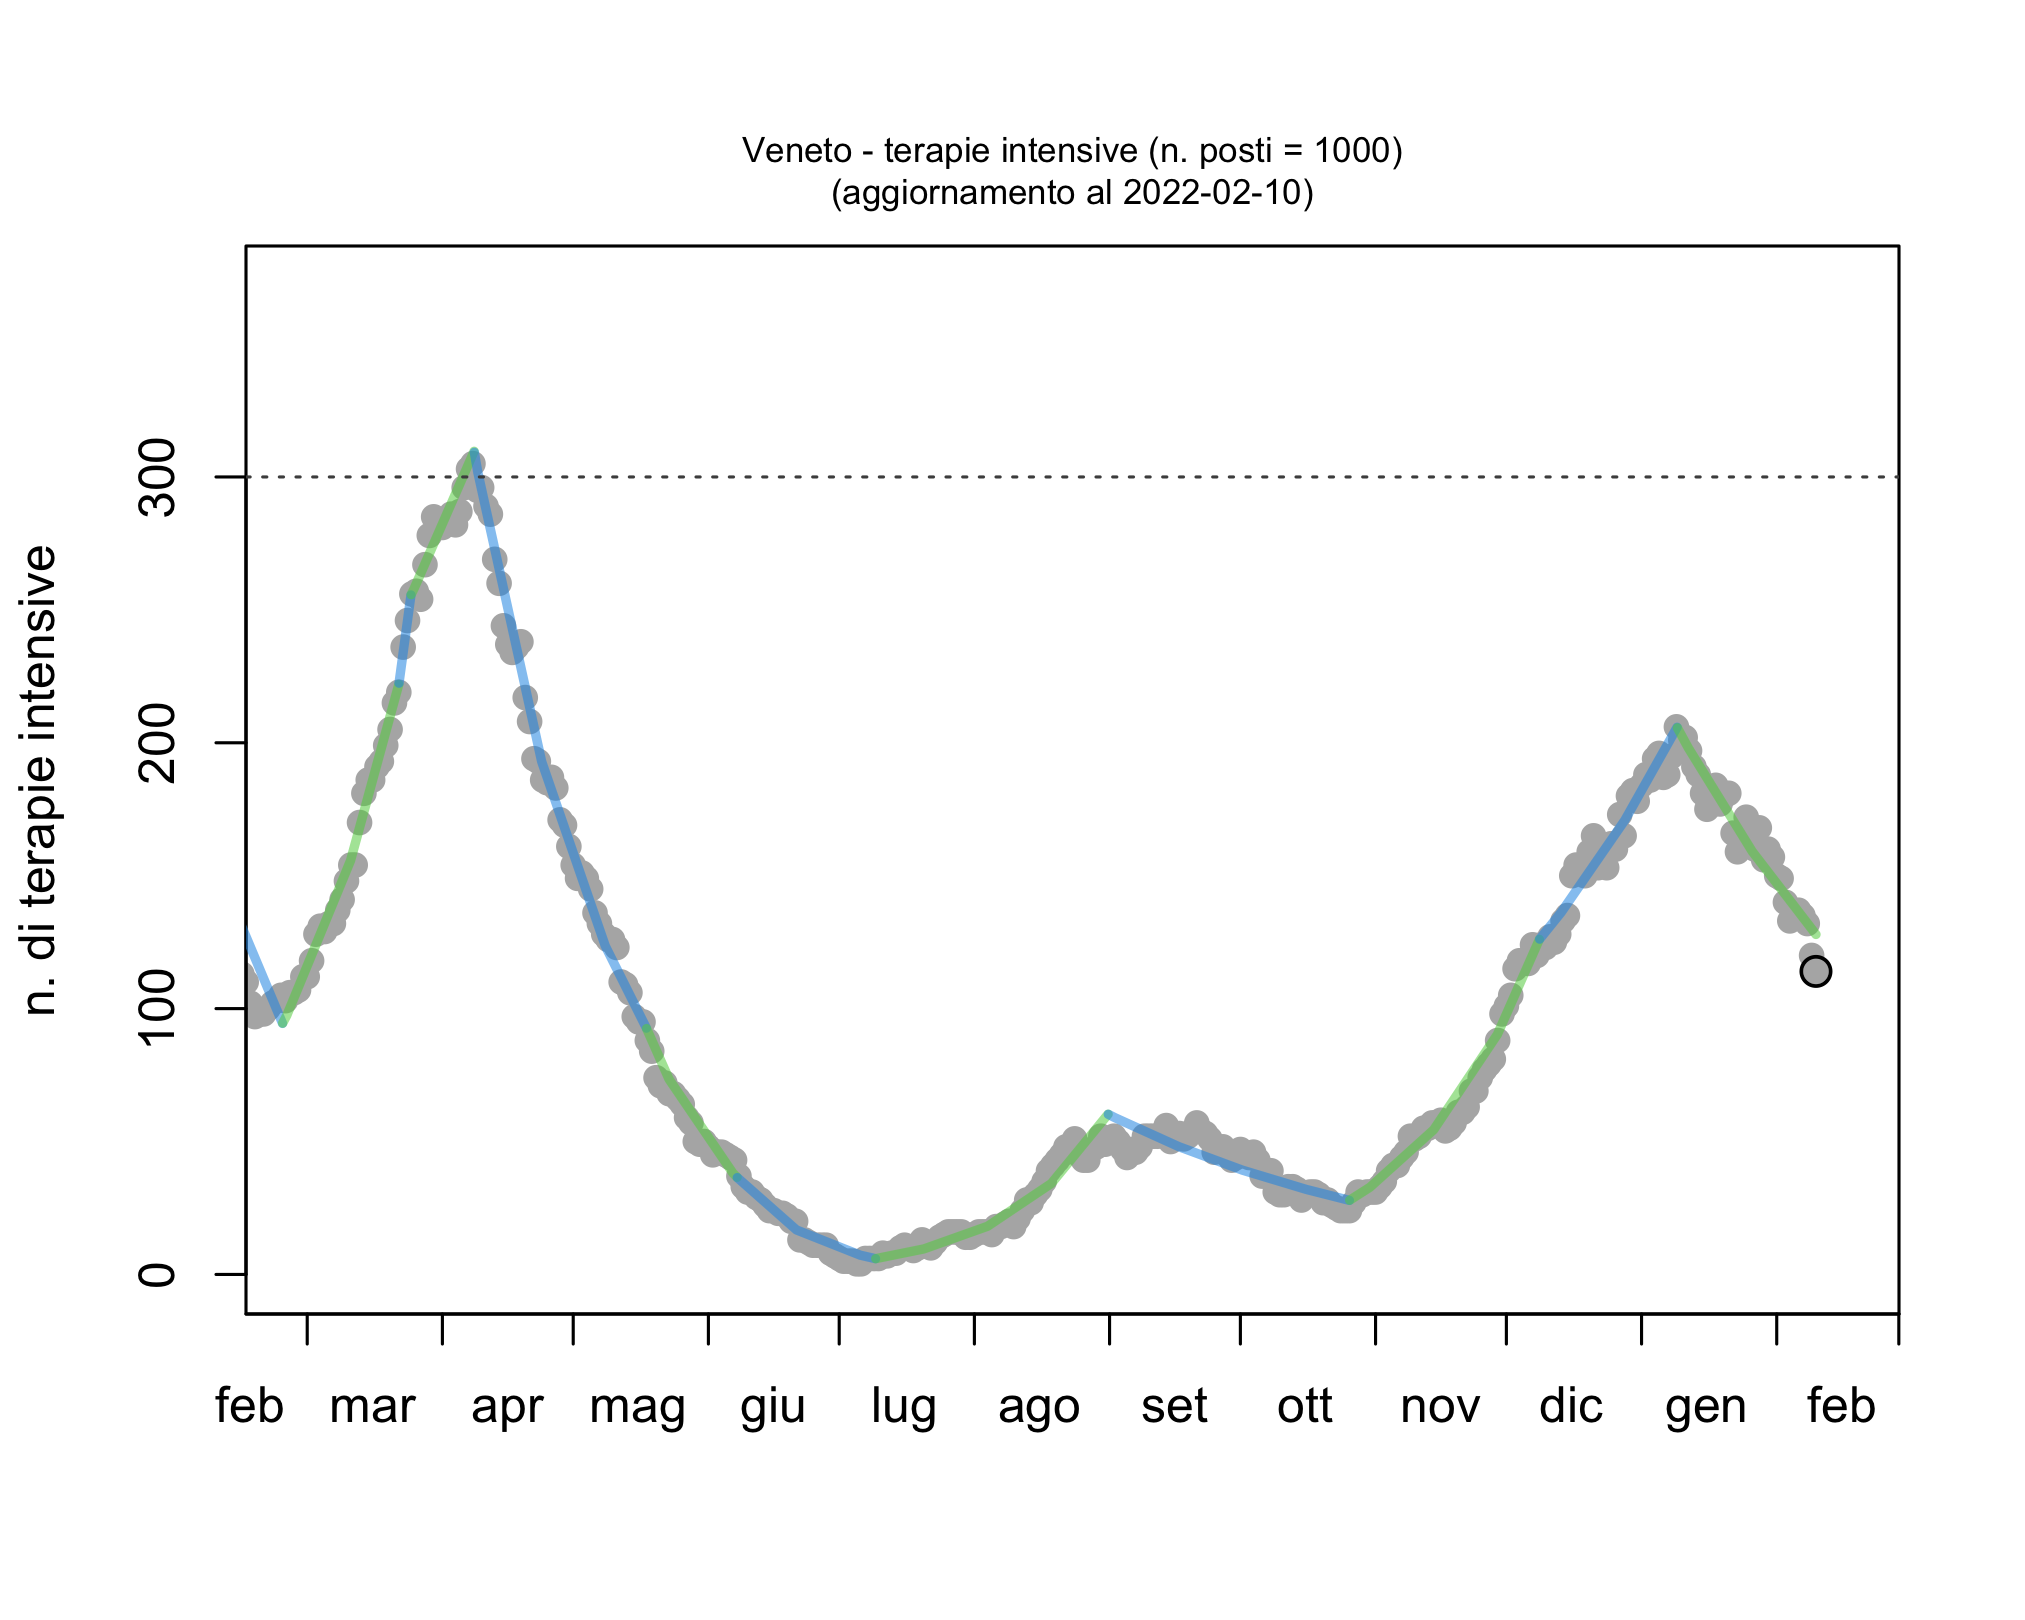 Veneto - terapie intensive (n. posti = 1000)
(aggiornamento al 2022-02-10)
n. di terapie intensive
300
200
100
0
feb mar apr mag giu lug ago set ott nov dic gen feb